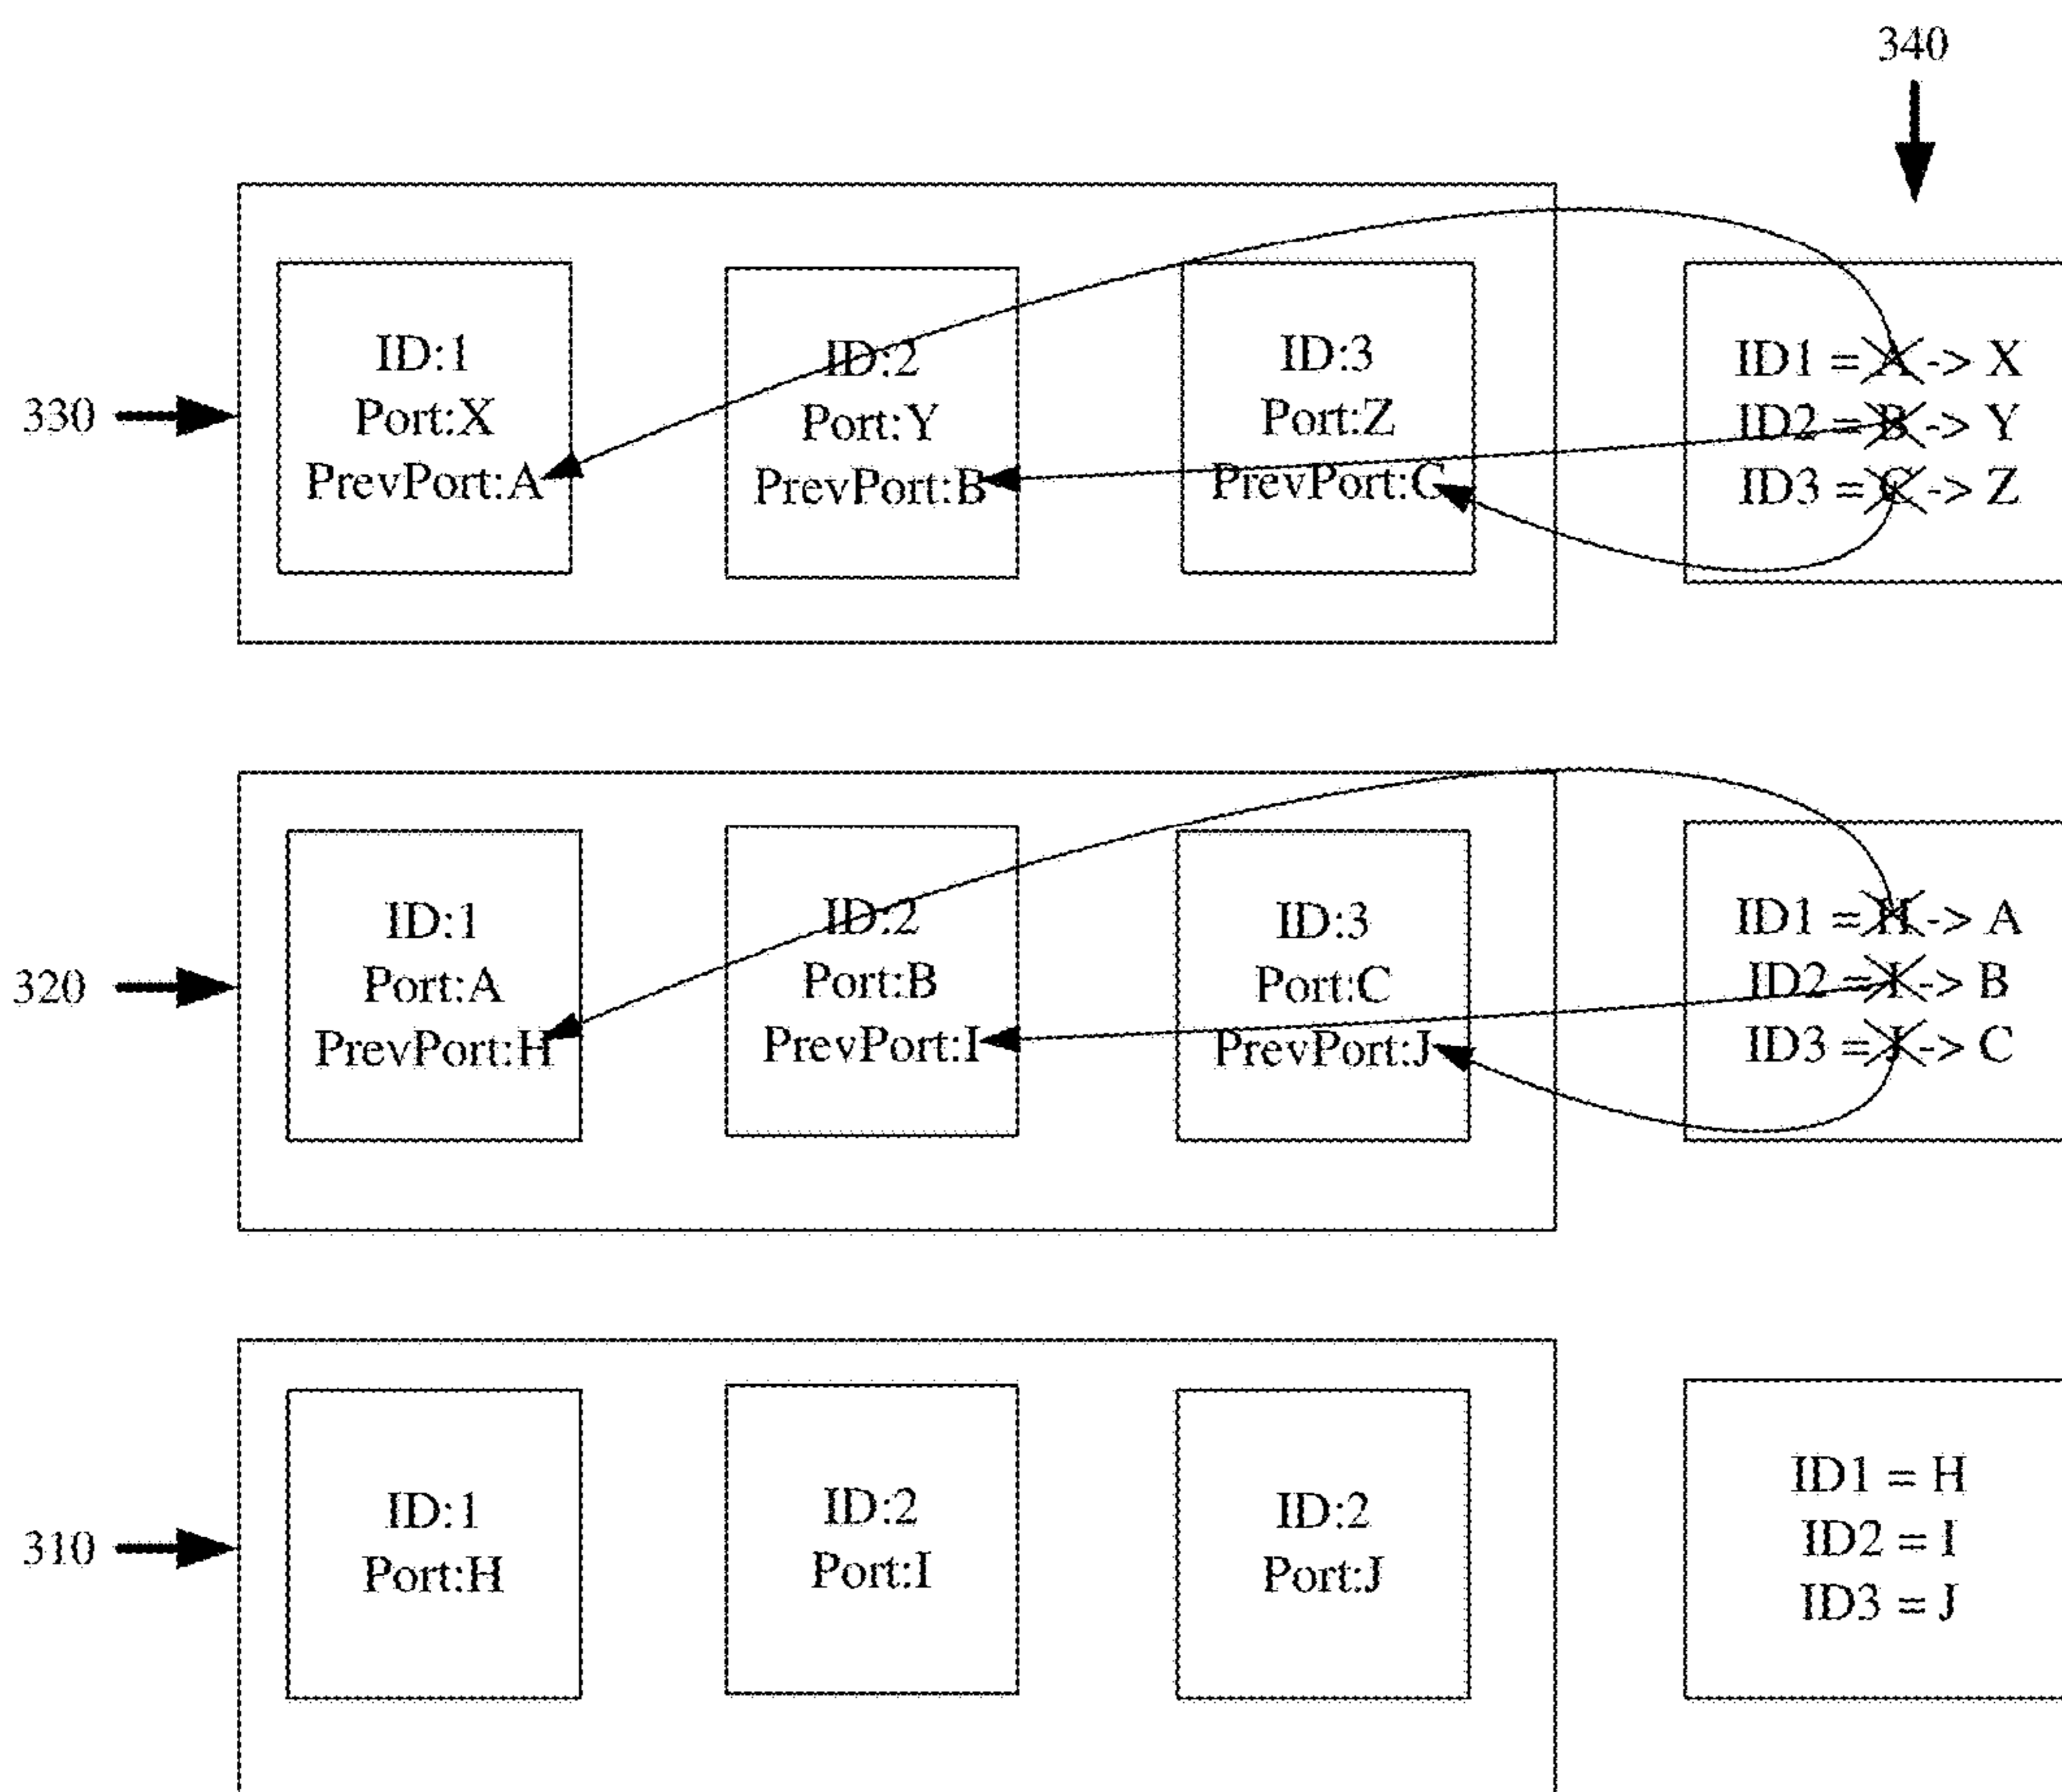 340
330
ID:1
Port:X
PrevPort:A
ID:2
Port:Y
PrevPort:B
ID:3
Port:Z
PrevPort:C
ID1 = A -> X
ID2 = B -> Y
ID3 = C -> Z
320
ID:1
Port:A
PrevPort:H
ID:2
Port:B
PrevPort:I
ID:3
Port:C
PrevPort:J
ID1 = H -> A
ID2 = I -> B
ID3 = J -> C
310
ID:1
Port:H
ID:2
Port:I
ID:2
Port:J
ID1 = H
ID2 = I
ID3 = J